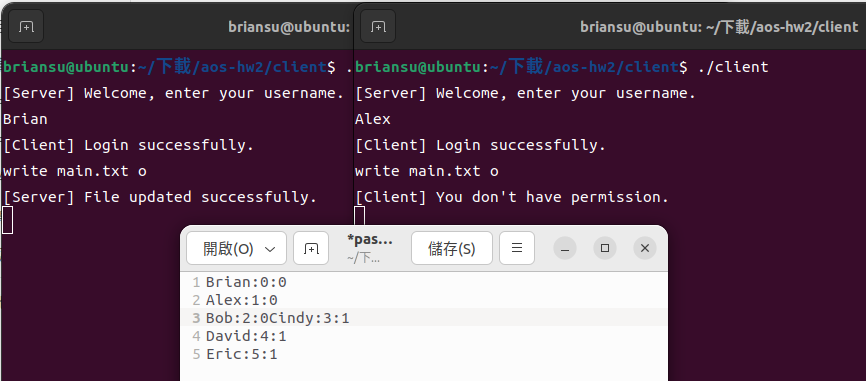 briansu@ubuntu:
briansu@ubuntu: ~/下載/aos-hw2/client
briansu@ubuntu:~/下載/aos-hw2/client$ .
[Server] Welcome, enter your username.
Brian
[Client] Login successfully.
write main.txt o
[Server] File updated successfully.
briansu@ubuntu:~/下載/aos-hw2/client$ ./client
[Server] Welcome, enter your username.
Alex
[Client] Login successfully.
write main.txt o
[Client] You don't have permission.
開啟(O)
*pas...
~/下...
儲存(S)
1 Brian:0:0
2 Alex:1:0
3 Bob:2:0Cindy:3:1
4 David:4:1
5 Eric:5:1